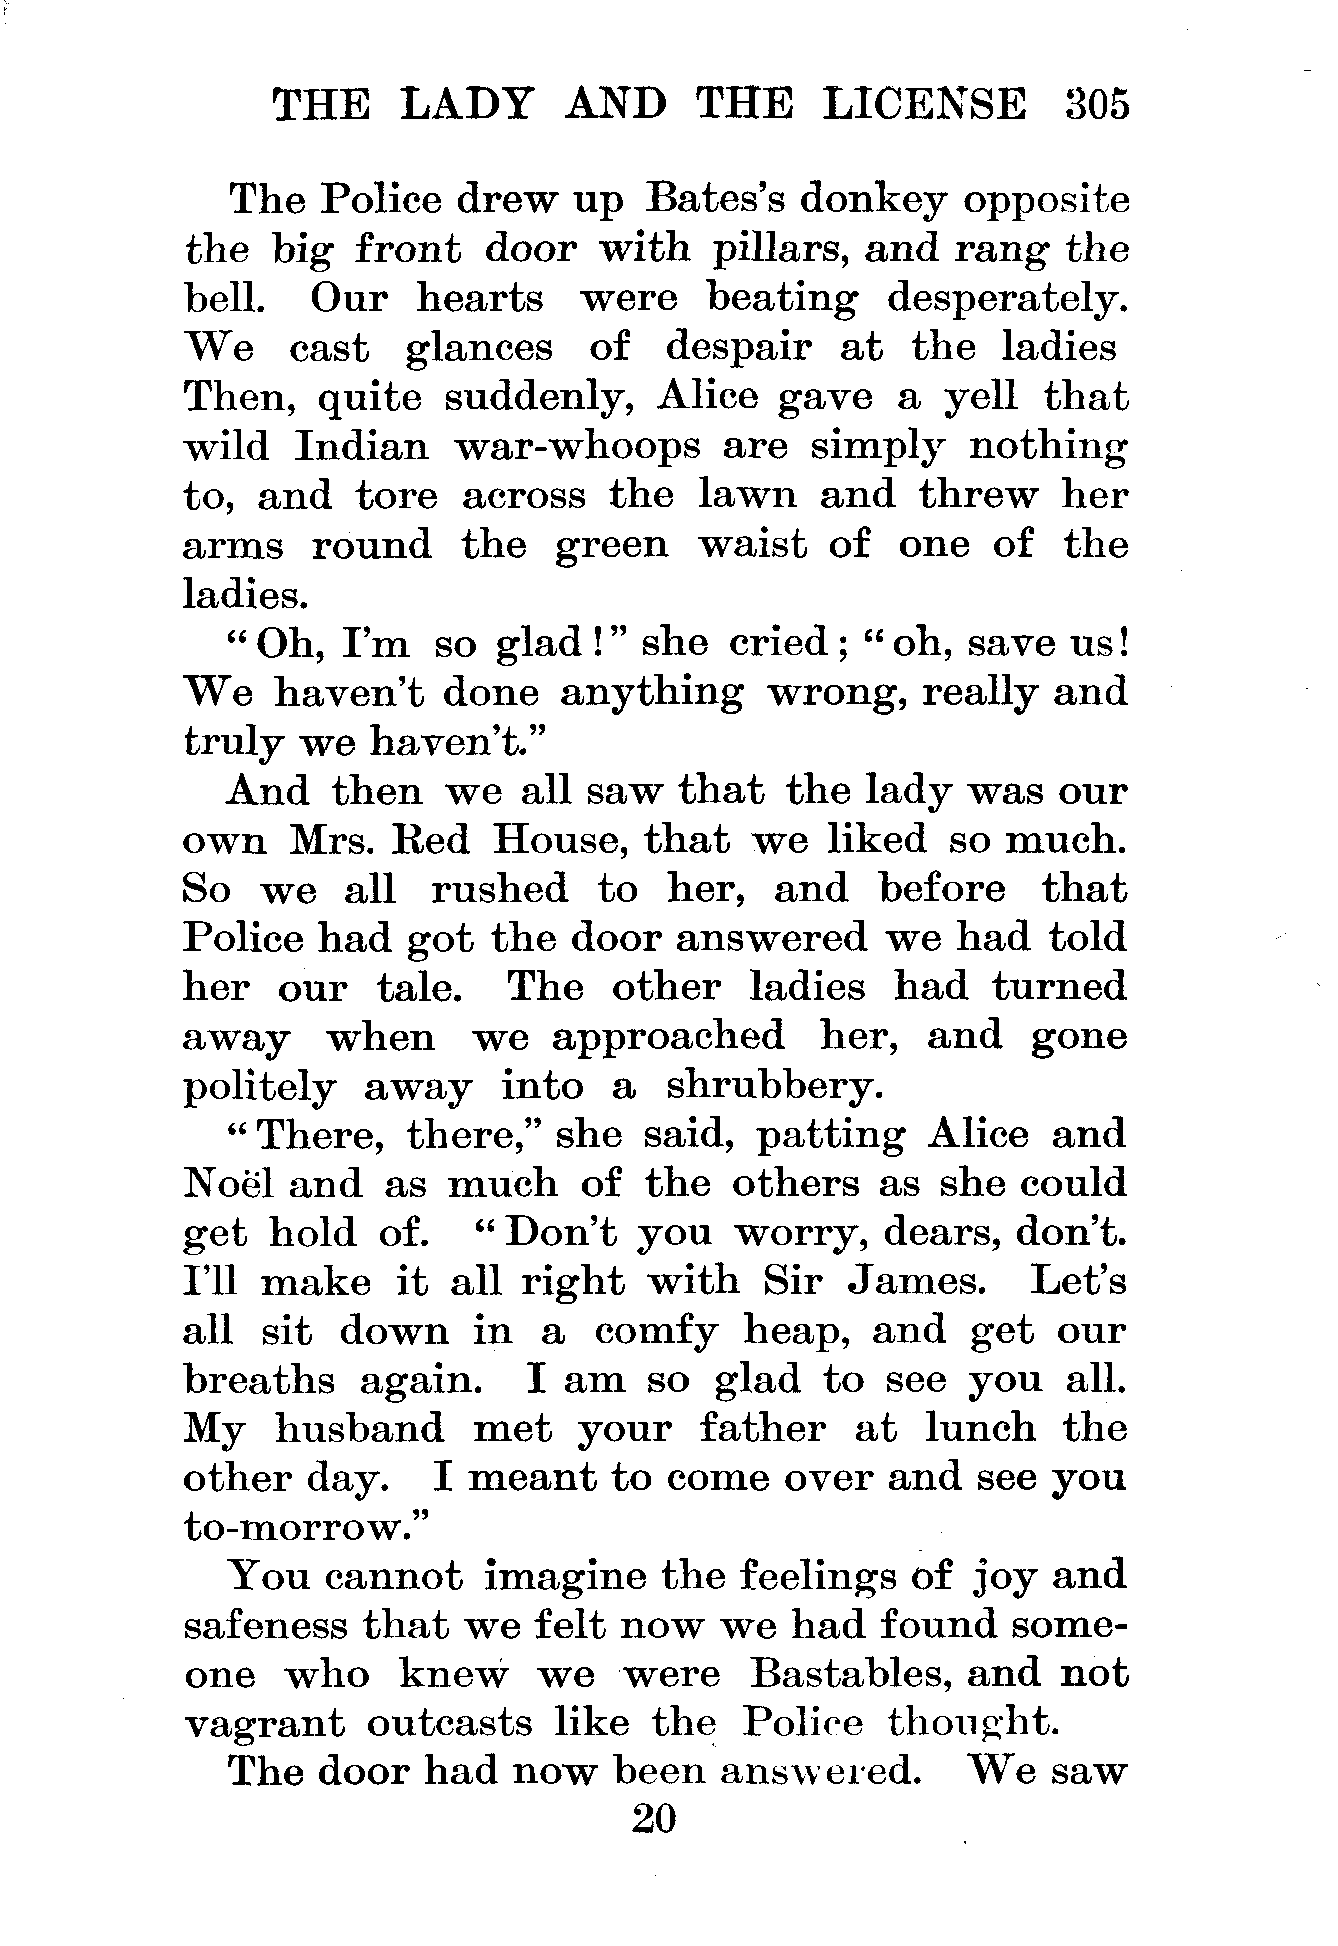 THE LADY AND THE LICENSE 305
The Police drew up Bates's donkey opposite
the big front door with pillars, and rang the
bell. Our hearts were beating desperately.
We cast glances of despair at the ladies
Then, quite suddenly, Alice gave a yell that
wild Indian war-whoops are simply nothing
to, and tore across the lawn and threw her
arms round the green waist of one of the
ladies.
“Oh, I'm so glad!” she cried; “oh, save us!
We haven't done anything wrong, really and
truly we haven't.”
And then we all saw that the lady was our
own Mrs. Red House, that we liked so much.
So we all rushed to her, and before that
Police had got the door answered we had told
her our tale. The other ladies had turned
away when we approached her, and gone
politely away into a shrubbery.
“There, there,” she said, patting Alice and
Noël and as much of the others as she could
get hold of. “Don't you worry, dears, don't.
I'll make it all right with Sir James. Let's
all sit down in a comfy heap, and get our
breaths again. I am so glad to see you all.
My husband met your father at lunch the
other day. I meant to come over and see you
to-morrow.”
You cannot imagine the feelings of joy and
safeness that we felt now we had found some-
one who knew we were Bastables, and not
vagrant outcasts like the Police thought.
The door had now been answered. We saw
20